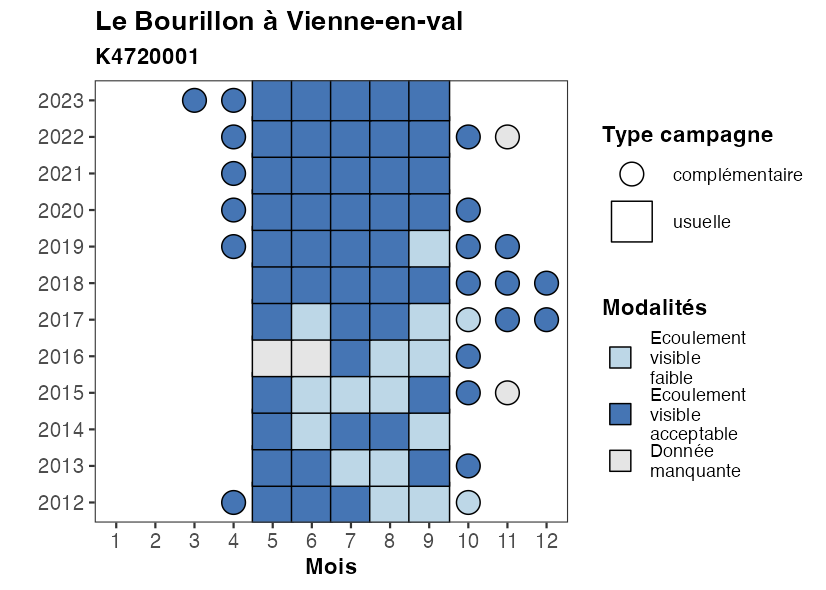 Le Bourillon à Vienne-en-val
K4720001
2023
2022
2021
2020
2019
2018
2017
2016
2015
2014
2013
2012
1 2 3 4 5 6 7 8 9 10 11 12
Mois
Type campagne
complémentaire
usuelle
Modalités
Ecoulement
visible
faible
Ecoulement
visible
acceptable
Donnée
manquante